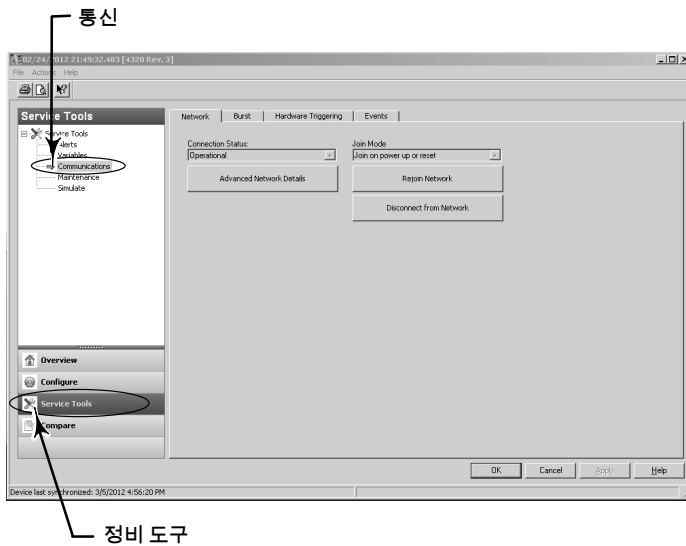 통신
02/24/2012 21:49:32.483 [4320 Rev. 3]
File Actions Help
Service Tools
Service Tools
Alerts
Variables
Communications
Maintenance
Simulate
Network Burst Hardware Triggering Events
Connection Status: Join Mode
Operational Join on power up or reset
Advanced Network Details Rejoin Network
Disconnect from Network
Overview
Configure
Service Tools
Compare
OK Cancel Apply Help
Device last synchronized: 3/5/2012 4:56:20 PM
정비 도구